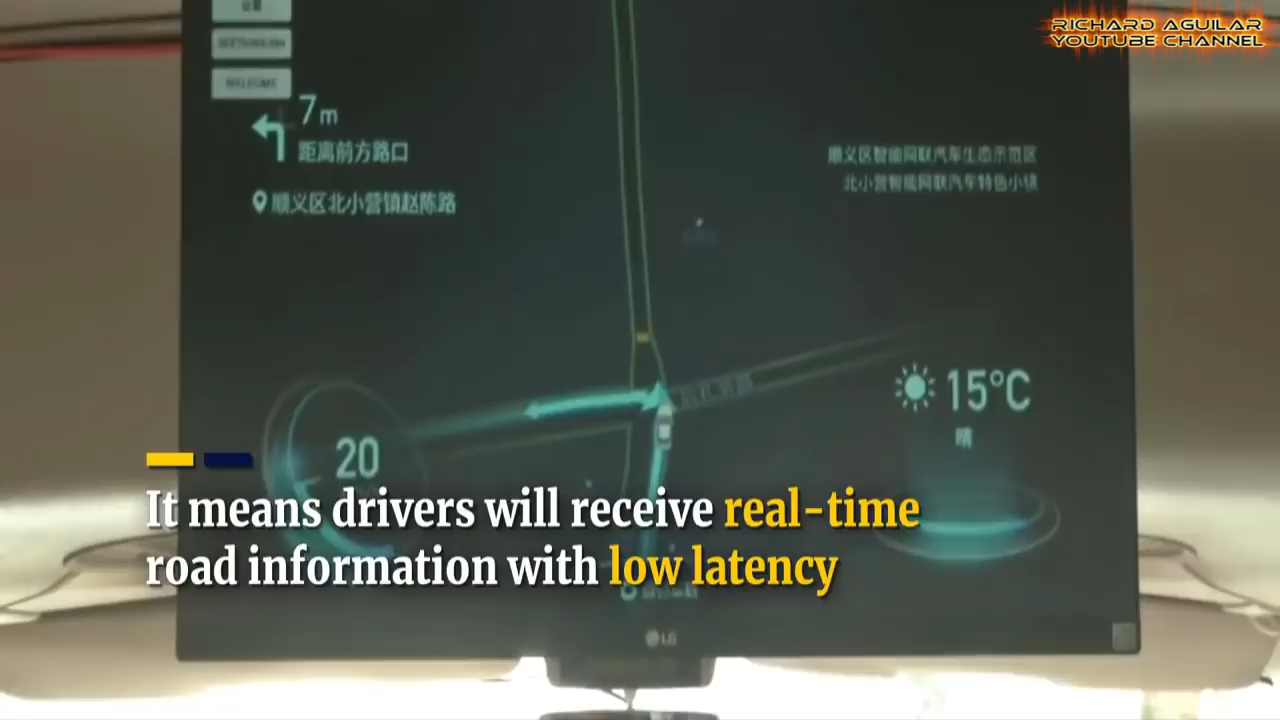 RICHARD AGUILAR
YOUTUBE CHANNEL
WELCOME
7m
距离前方路口
顺义区北小营镇赵陈路
顺义区智能网联汽车生态示范区
北小营智能网联汽车特色小镇
15°C
晴
20
It means drivers will receive real-time
road information with low latency
LG